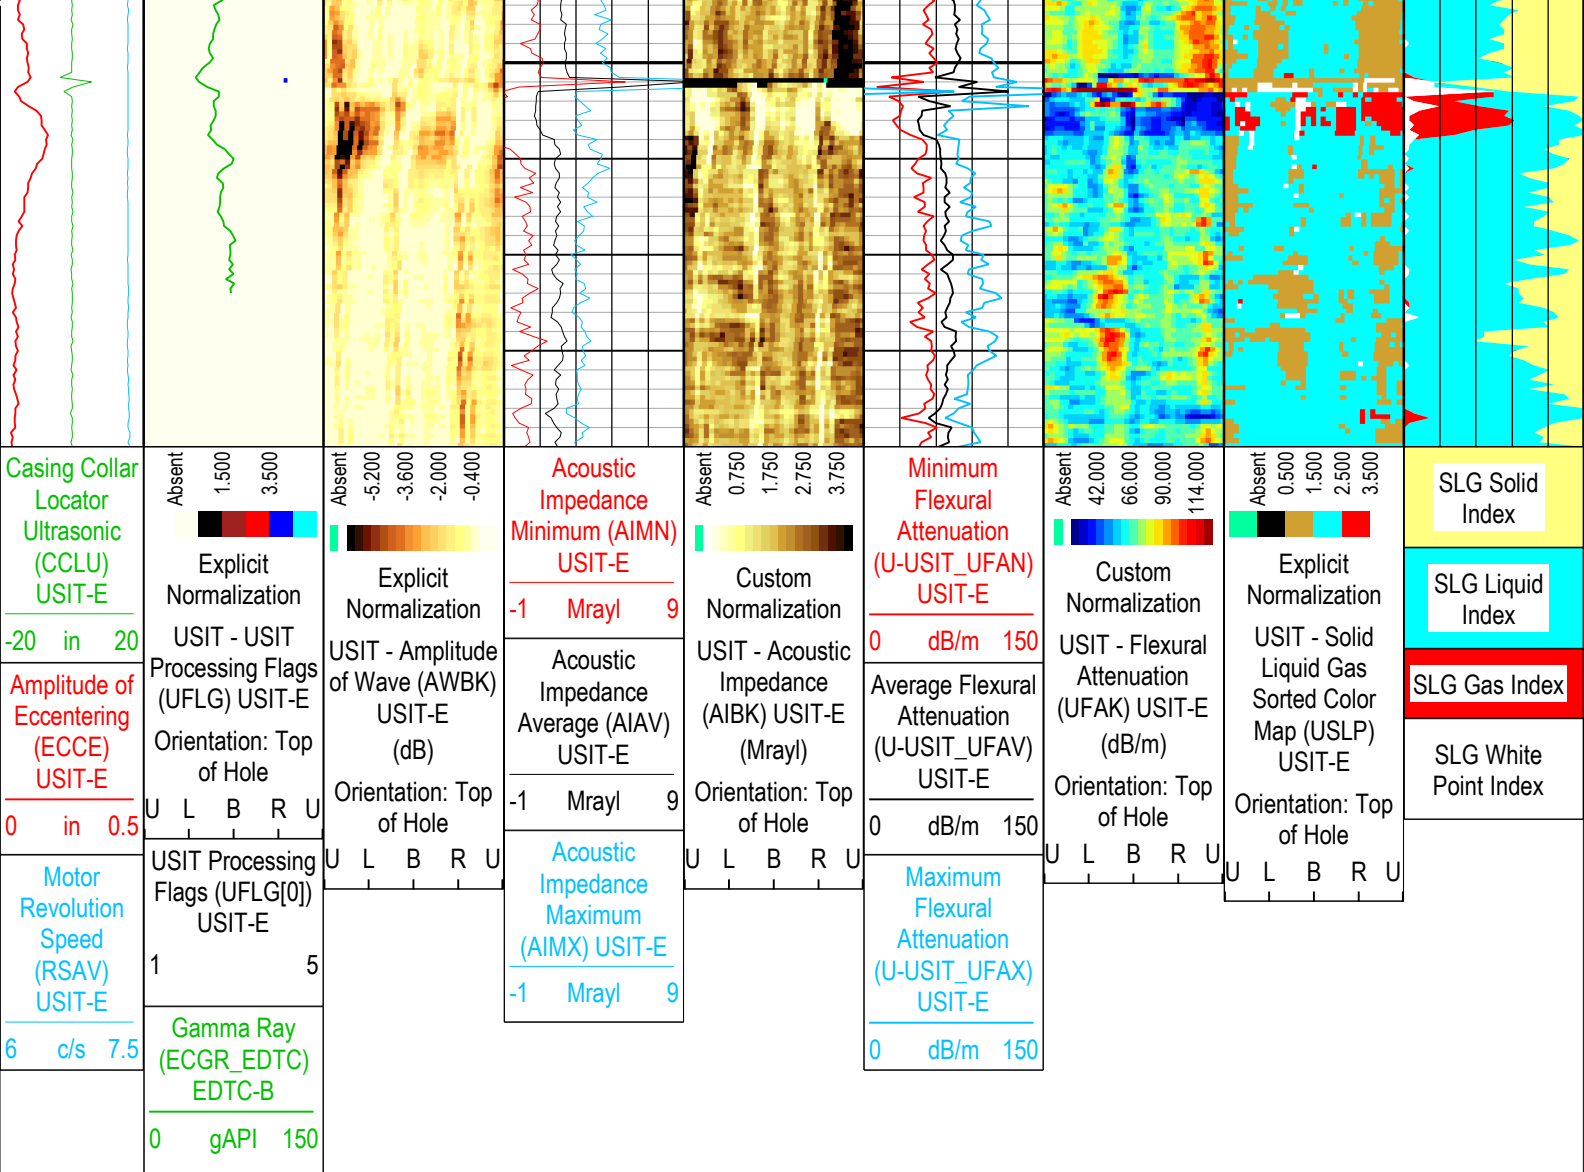 Casing Collar
Locator
Ultrasonic
(CCLU)
USIT-E
-20 in 20
Amplitude of
Eccentering
(ECCE)
USIT-E
0 in 0.5
Motor
Revolution
Speed
(RSAV)
USIT-E
6 c/s 7.5
Absent 1.500 3.500
Explicit
Normalization
USIT - USIT
Processing Flags
(UFLG) USIT-E
Orientation: Top
of Hole
U L B R U
USIT Processing
Flags (UFLG[0])
USIT-E
1 5
Gamma Ray
(ECGR_EDTC)
EDTC-B
0 gAPI 150
Absent -5.200 -3.600 -2.000 -0.400
Explicit
Normalization
USIT - Amplitude
of Wave (AWBK)
USIT-E
(dB)
Orientation: Top
of Hole
U L B R U
Acoustic
Impedance
Minimum (AIMN)
USIT-E
-1 Mrayl 9
Acoustic
Impedance
Average (AIAV)
USIT-E
-1 Mrayl 9
Acoustic
Impedance
Maximum
(AIMX) USIT-E
-1 Mrayl 9
Absent 0.750 1.750 2.750 3.750
Custom
Normalization
USIT - Acoustic
Impedance
(AIBK) USIT-E
(Mrayl)
Orientation: Top
of Hole
U L B R U
Minimum
Flexural
Attenuation
(U-USIT_UFAN)
USIT-E
0 dB/m 150
Average Flexural
Attenuation
(U-USIT_UFAV)
USIT-E
0 dB/m 150
Maximum
Flexural
Attenuation
(U-USIT_UFAX)
USIT-E
0 dB/m 150
Absent 42.000 66.000 90.000 114.000
Custom
Normalization
USIT - Flexural
Attenuation
(UFAK) USIT-E
(dB/m)
Orientation: Top
of Hole
U L B R U
Absent 0.500 1.500 2.500 3.500
Explicit
Normalization
USIT - Solid
Liquid Gas
Sorted Color
Map (USLP)
USIT-E
Orientation: Top
of Hole
U L B R U
SLG Solid
Index
SLG Liquid
Index
SLG Gas Index
SLG White
Point Index